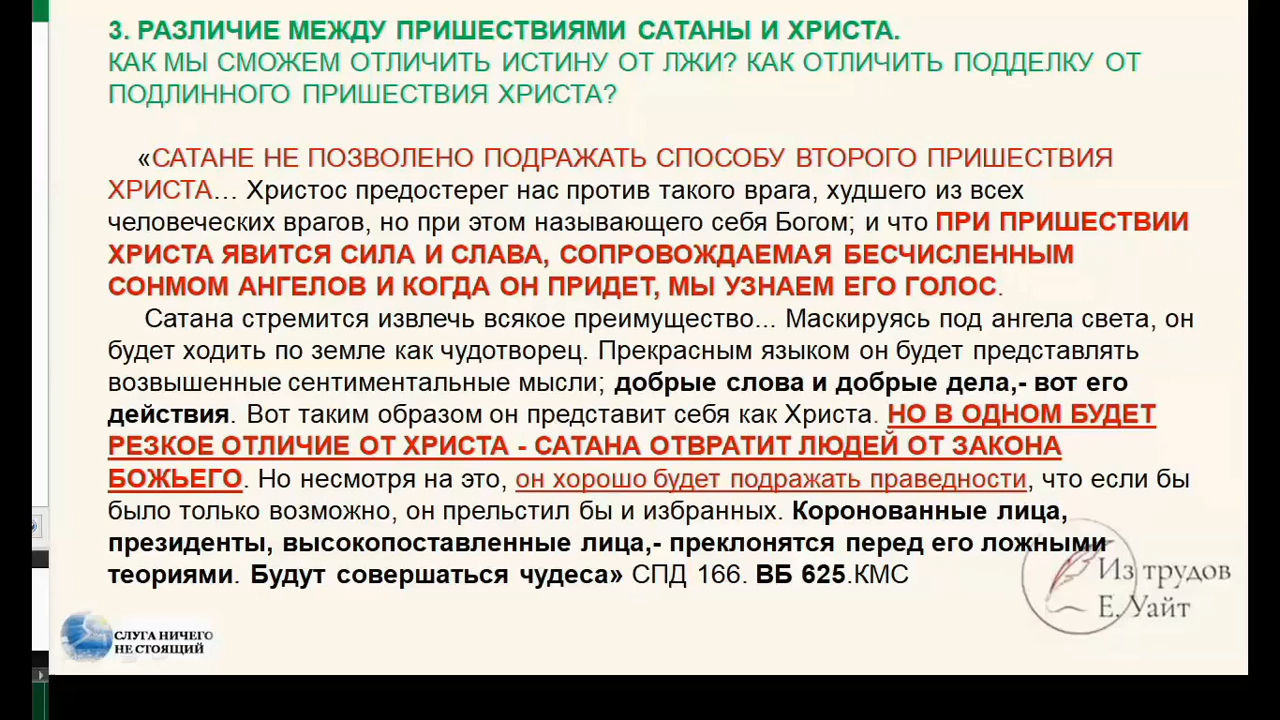 3. РАЗЛИЧИЕ МЕЖДУ ПРИШЕСТВИЯМИ САТАНЫ И ХРИСТА.
КАК МЫ СМОЖЕМ ОТЛИЧИТЬ ИСТИНУ ОТ ЛЖИ? КАК ОТЛИЧИТЬ ПОДДЕЛКУ ОТ
ПОДЛИННОГО ПРИШЕСТВИЯ ХРИСТА?
«САТАНЕ НЕ ПОЗВОЛЕНО ПОДРАЖАТЬ СПОСОБУ ВТОРОГО ПРИШЕСТВИЯ
ХРИСТА... Христос предостерег нас против такого врага, худшего из всех
человеческих врагов, но при этом называющего себя Богом; и что ПРИ ПРИШЕСТВИИ
ХРИСТА ЯВИТСЯ СИЛА И СЛАВА, СОПРОВОЖДАЕМАЯ БЕСЧИСЛЕННЫМ
СОНМОМ АНГЕЛОВ И КОГДА ОН ПРИДЕТ, МЫ УЗНАЕМ ЕГО ГОЛОС.
Сатана стремится извлечь всякое преимущество... Маскируясь под ангела света, он
будет ходить по земле как чудотворец. Прекрасным языком он будет представлять
возвышенные сентиментальные мысли; добрые слова и добрые дела,- вот его
действия. Вот таким образом он представит себя как Христа. НО В ОДНОМ БУДЕТ
РЕЗКОЕ ОТЛИЧИЕ ОТ ХРИСТА - САТАНА ОТВРАТИТ ЛЮДЕЙ ОТ ЗАКОНА
БОЖЬЕГО. Но несмотря на это, он хорошо будет подражать праведности, что если бы
было только возможно, он прельстил бы и избранных. Коронованные лица,
президенты, высокопоставленные лица,- преклонятся перед его ложными
теориями. Будут совершаться чудеса» СПД 166. ВБ 625.КМС
Из трудов
Е. Уайт
СЛУГА НИЧЕГО
НЕ СТОЯЩИЙ